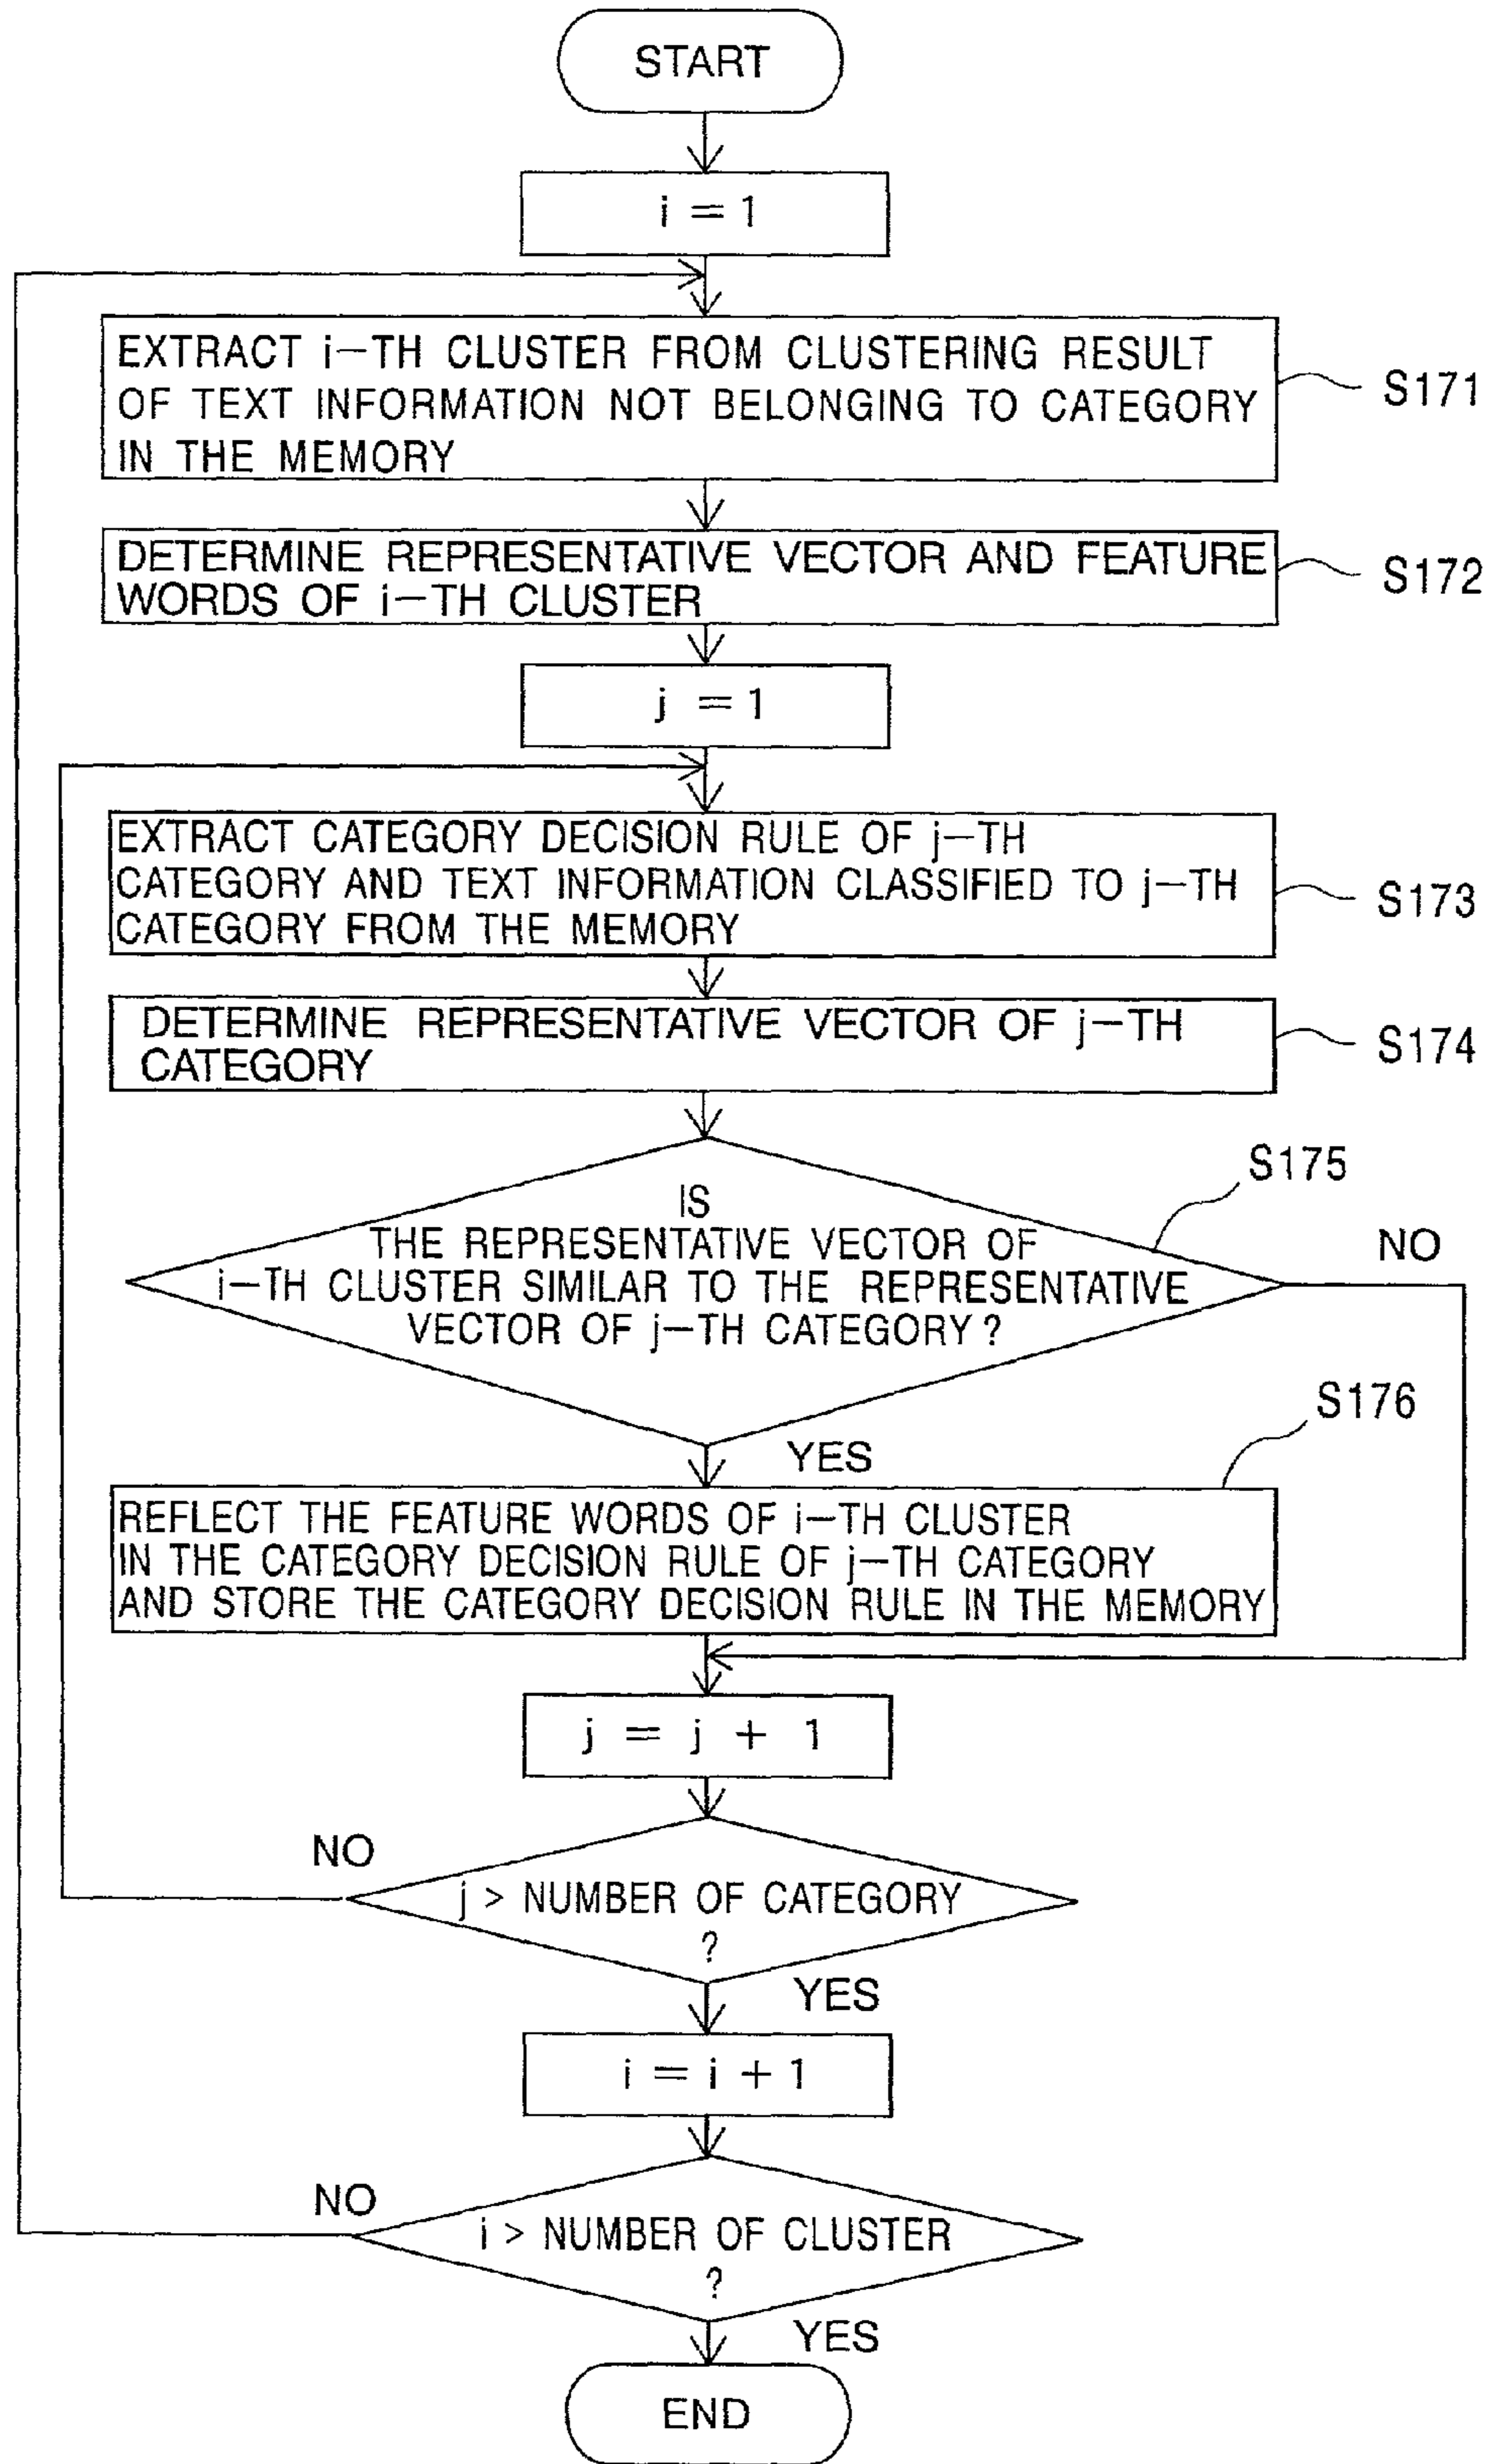 START
i = 1
EXTRACT i-TH CLUSTER FROM CLUSTERING RESULT
OF TEXT INFORMATION NOT BELONGING TO CATEGORY
IN THE MEMORY
S171
DETERMINE REPRESENTATIVE VECTOR AND FEATURE
WORDS OF i-TH CLUSTER
S172
j = 1
EXTRACT CATEGORY DECISION RULE OF j-TH
CATEGORY AND TEXT INFORMATION CLASSIFIED TO j-TH
CATEGORY FROM THE MEMORY
S173
DETERMINE REPRESENTATIVE VECTOR OF j-TH
CATEGORY
S174
S175
IS
THE REPRESENTATIVE VECTOR OF
i-TH CLUSTER SIMILAR TO THE REPRESENTATIVE
VECTOR OF j-TH CATEGORY?
NO
S176
YES
REFLECT THE FEATURE WORDS OF i-TH CLUSTER
IN THE CATEGORY DECISION RULE OF j-TH CATEGORY
AND STORE THE CATEGORY DECISION RULE IN THE MEMORY
j = j + 1
NO
j > NUMBER OF CATEGORY
?
YES
i = i + 1
NO
i > NUMBER OF CLUSTER
?
YES
END